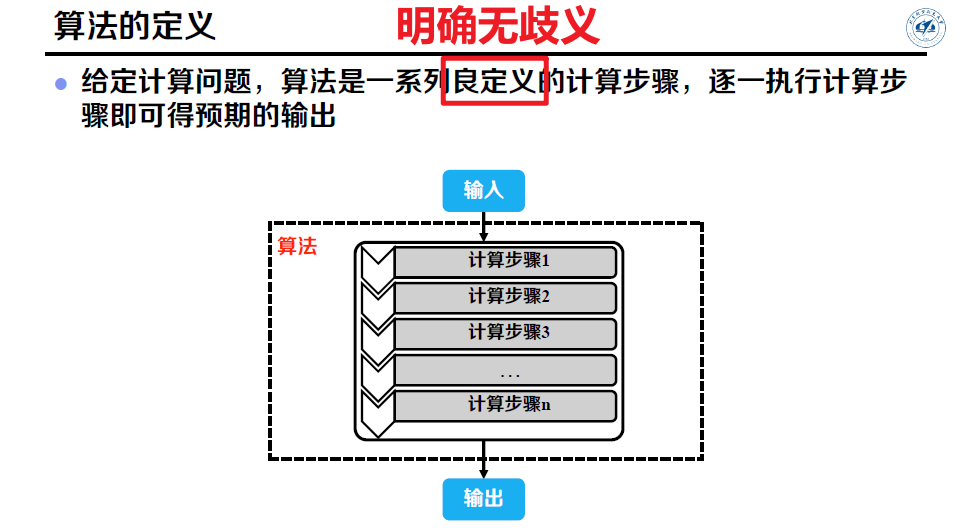 算法的定义
明确无歧义
给定计算问题，算法是一系列良定义的计算步骤，逐一执行计算步
骤即可得预期的输出
输入
算法
计算步骤1
计算步骤2
计算步骤3
...
计算步骤n
输出